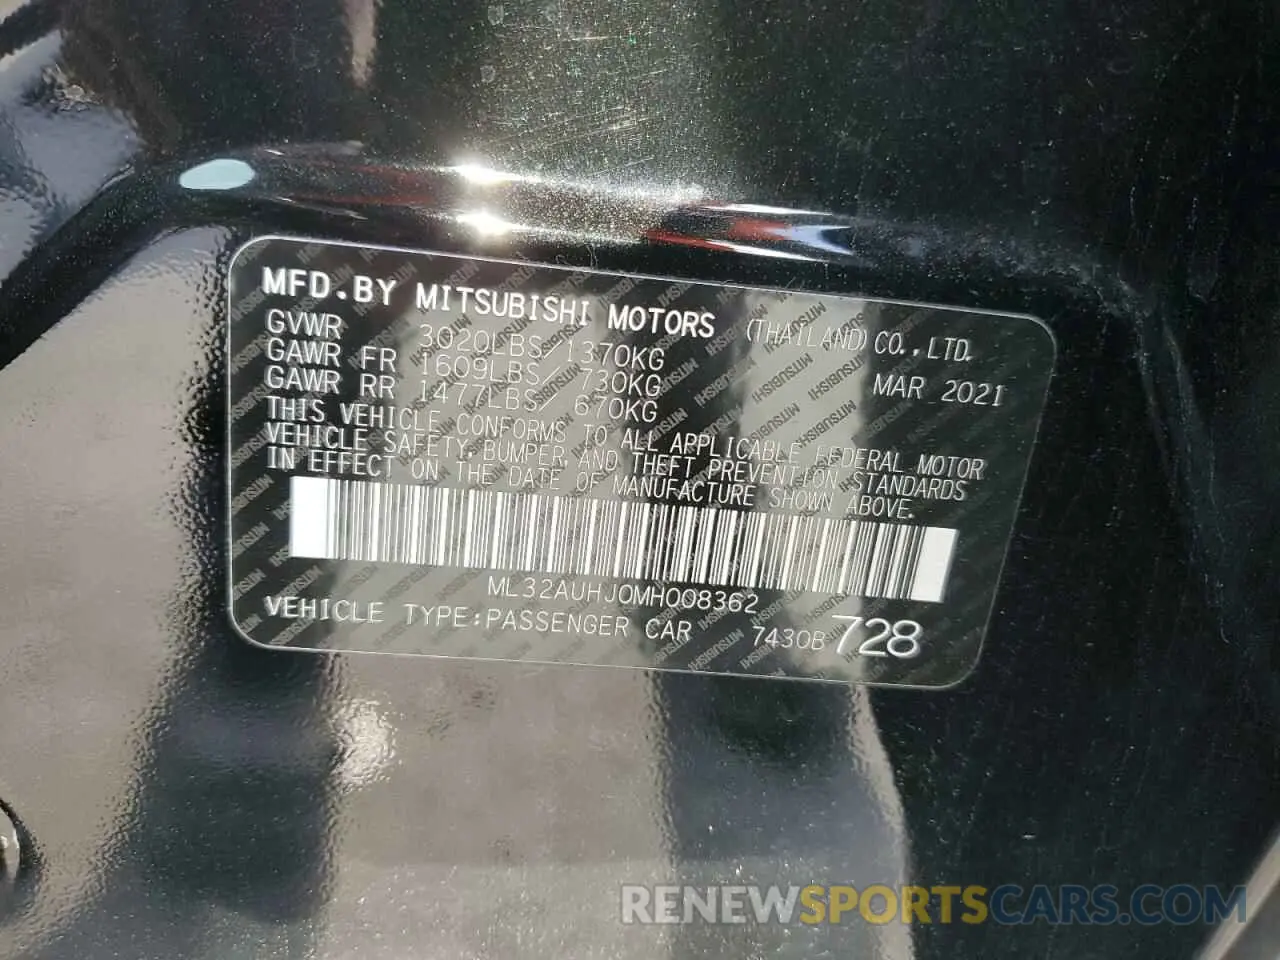 MFD.BY MITSUBISHI MOTORS (THAILAND) CO.,LTD.
GVWR 3020LBS/1370KG MAR 2021
GAWR FR 1609LBS/ 730KG
GAWR RR 1477LBS/ 670KG
THIS VEHICLE CONFORMS TO ALL APPLICABLE FEDERAL MOTOR
VEHICLE SAFETY,BUMPER,AND THEFT PREVENTION STANDARDS
IN EFFECT ON THE DATE OF MANUFACTURE SHOWN ABOVE.
ML32AUHJ0MH008362
VEHICLE TYPE:PASSENGER CAR 7430B 728
RENEWSPORTSCARS.COM